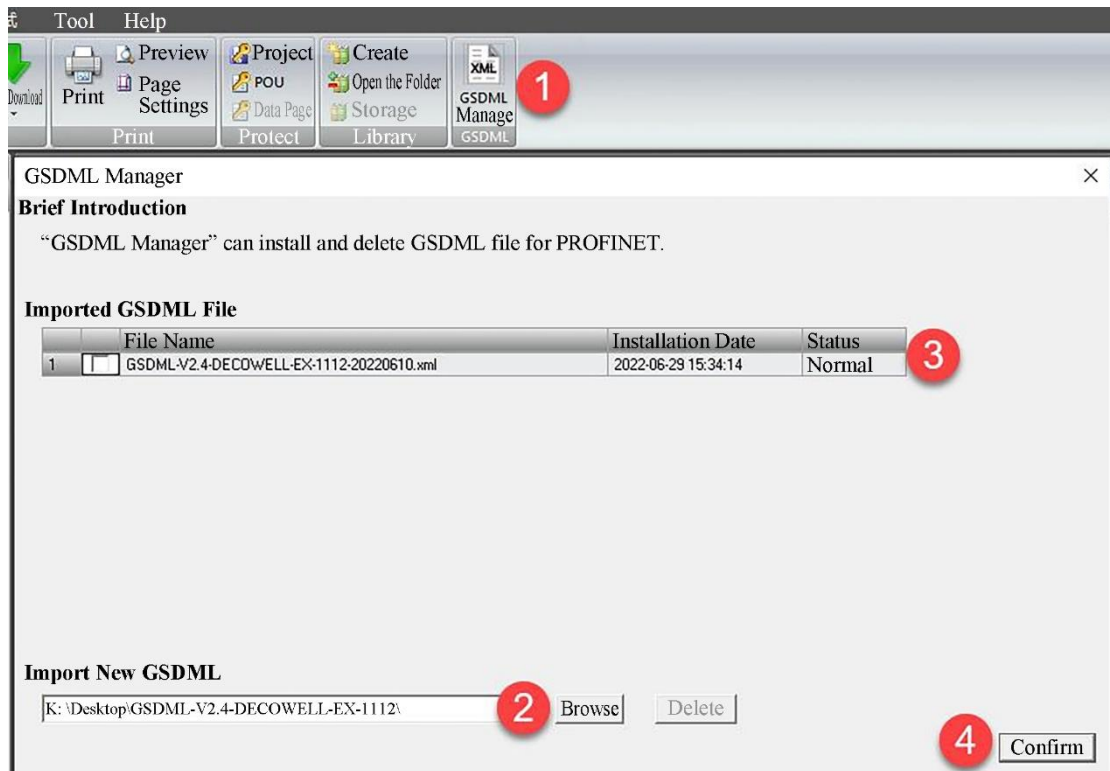 式 Tool Help
Preview Project Create
XML
Page POU Open the Folder
Download Print Settings Data Page Storage GSDML Manage 1
Print Protect Library GSDML
GSDML Manager ×
Brief Introduction
“GSDML Manager” can install and delete GSDML file for PROFINET.
Imported GSDML File
File Name Installation Date Status
1 GSDML-V2.4-DECOWELL-EX-1112-20220610.xml 2022-06-29 15:34:14 Normal 3
Import New GSDML
K: \Desktop\GSDML-V2.4-DECOWELL-EX-1112\ 2 Browse Delete
4 Confirm